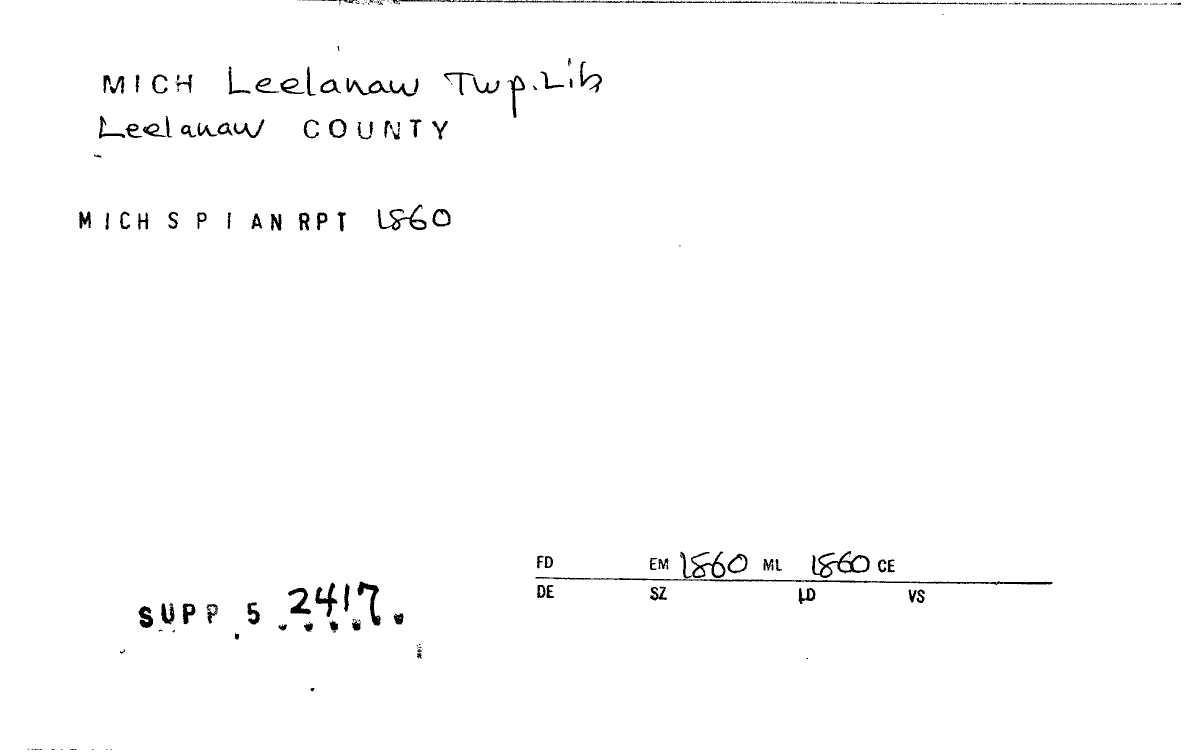 MICH Leelanaw Twp. Lib
Leelanaw COUNTY
MICH S P I AN RPT 1860
FD EM 1860 ML 1860 CE
DE SZ LD VS
SUPP 5 2417.